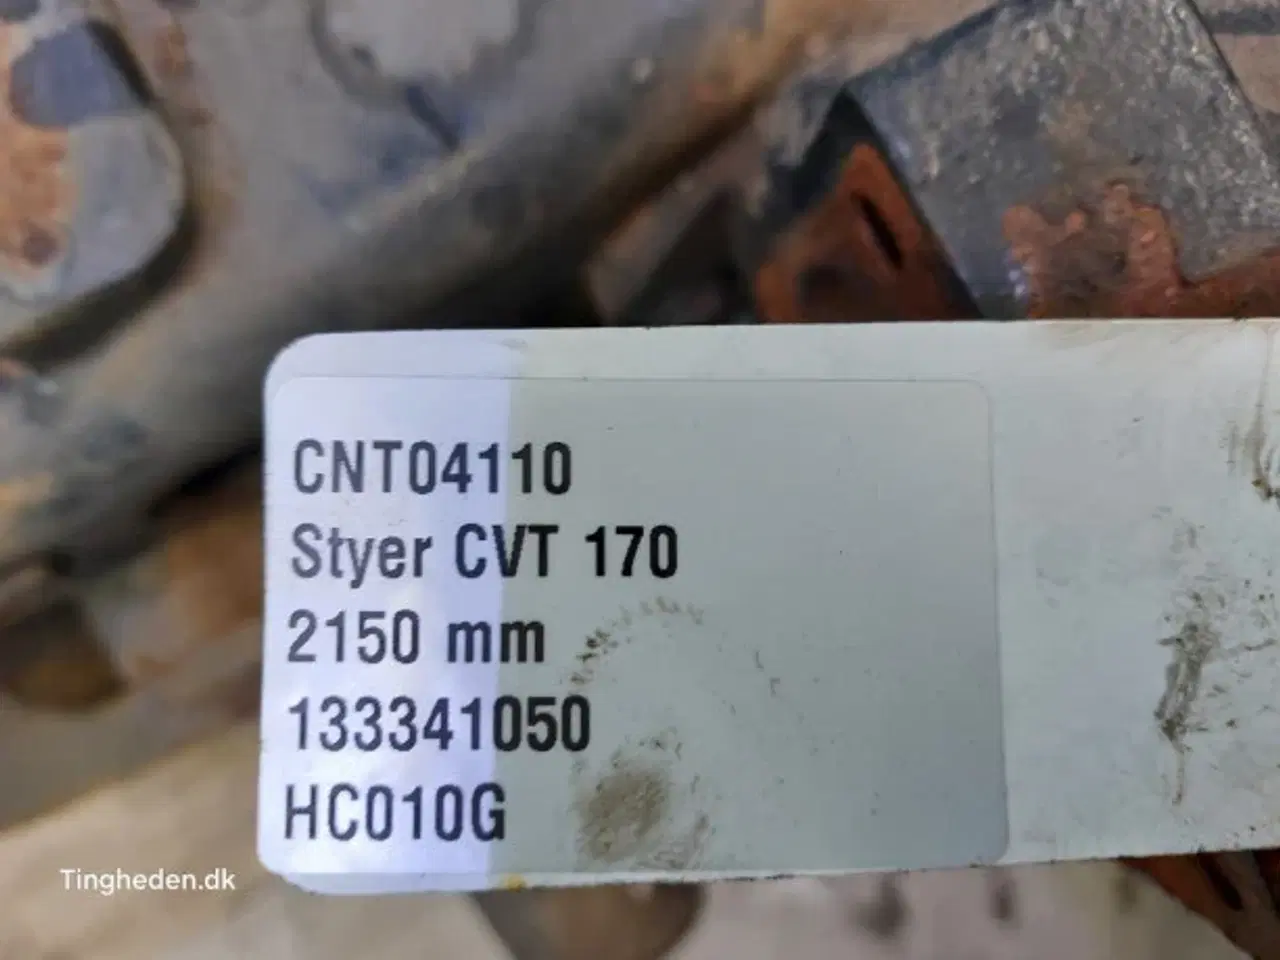 CNT04110
Styer CVT 170
2150 mm
133341050
HC010G
Tingheden.dk